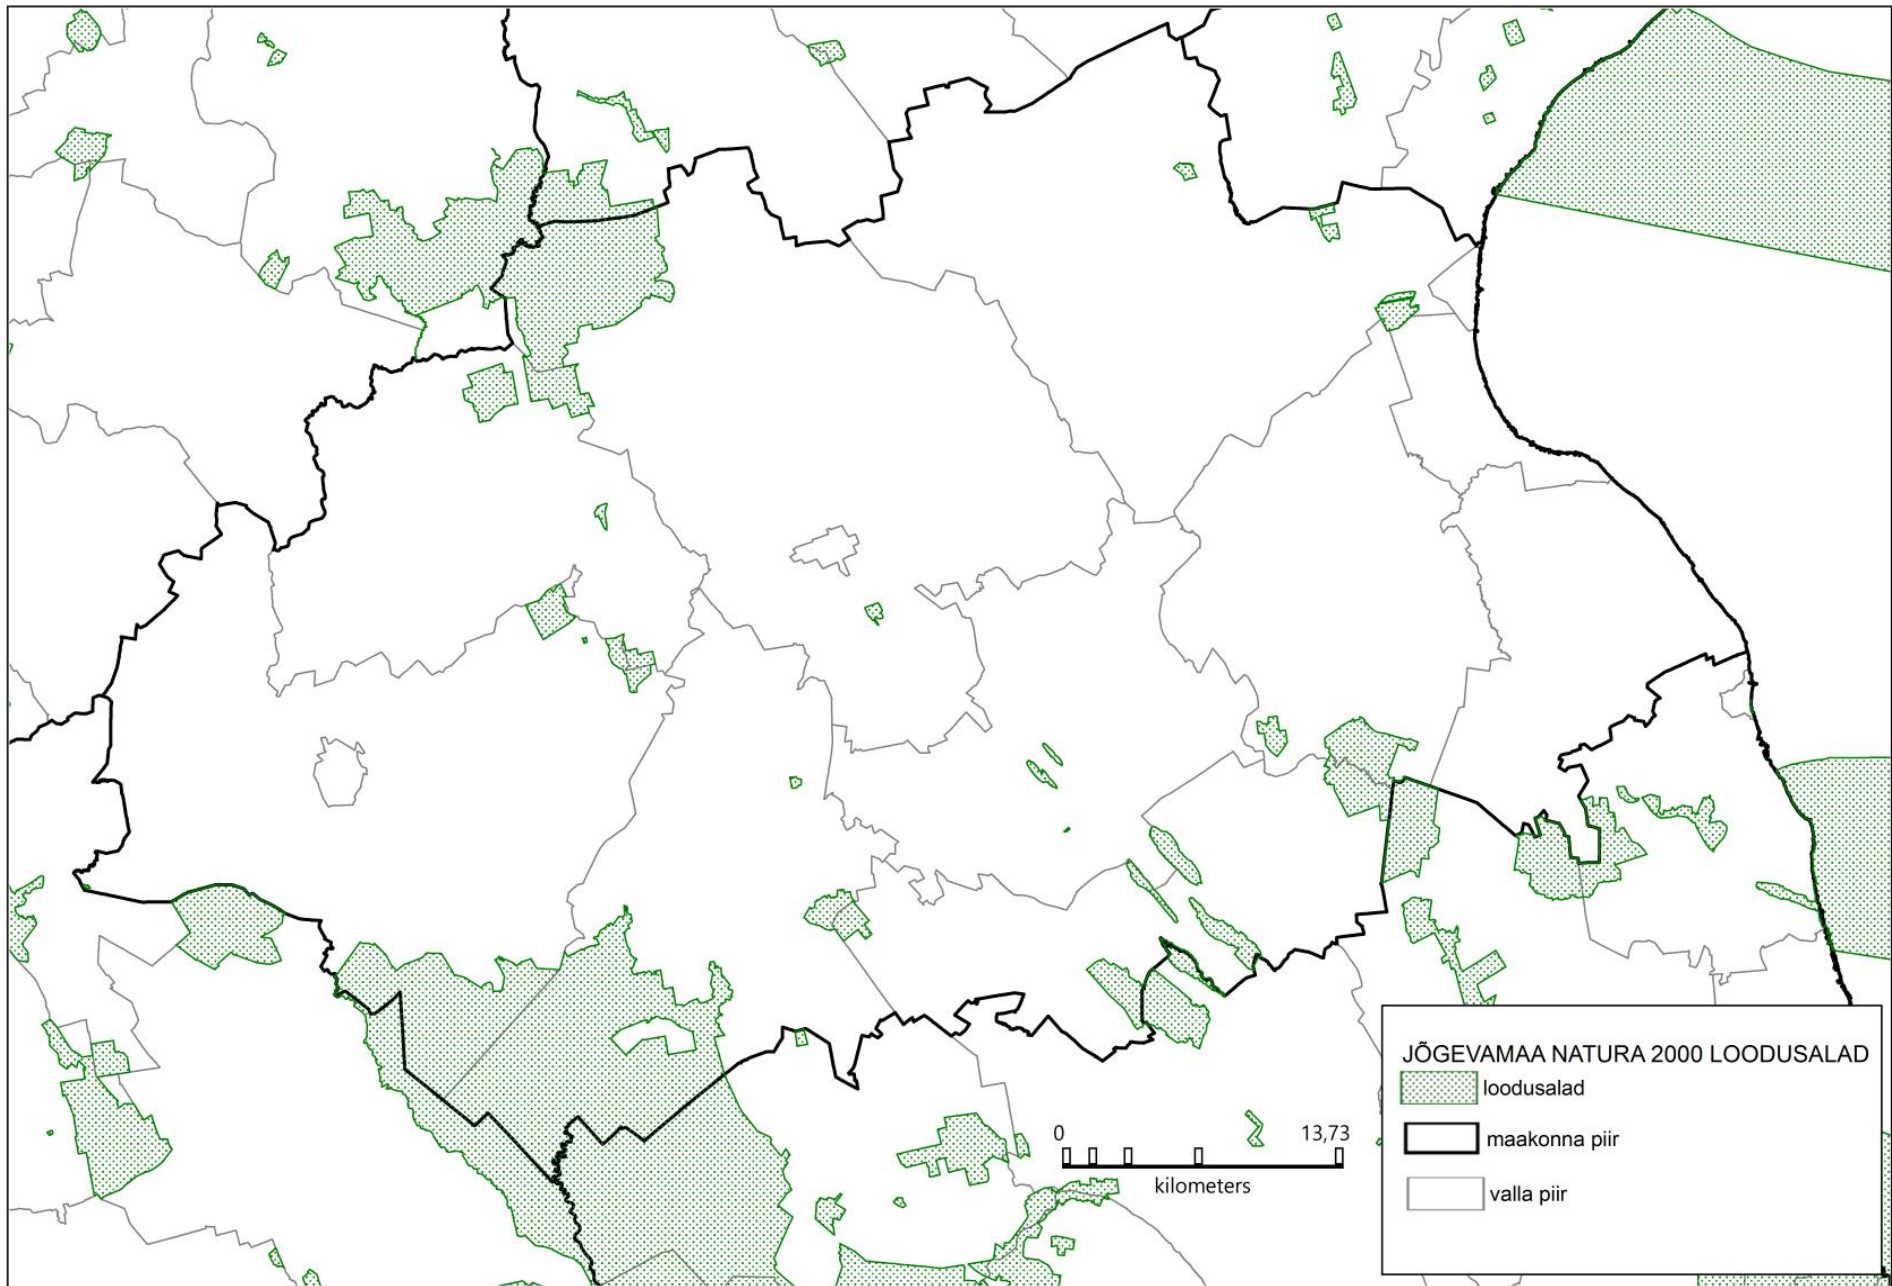 0 13,73
kilometers
JÕGEVAMAA NATURA 2000 LOODUSALAD
loodusalad
maakonna piir
valla piir